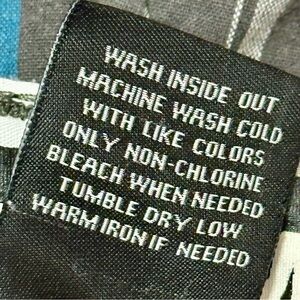 WASH INSIDE OUT
MACHINE WASH COLD
WITH LIKE COLORS
ONLY NON-CHLORINE
BLEACH WHEN NEEDED
TUMBLE DRY LOW
WARM IRON IF NEEDED